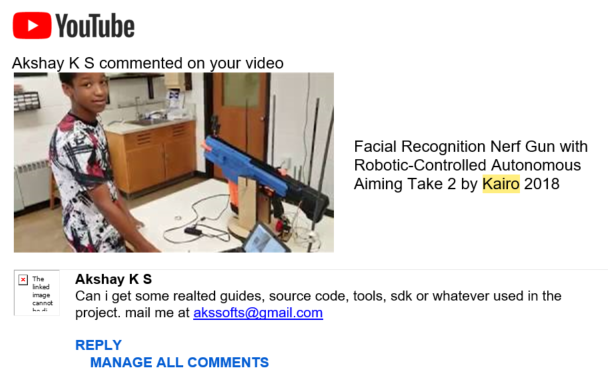 YouTube
Akshay K S commented on your video
Facial Recognition Nerf Gun with
Robotic-Controlled Autonomous
Aiming Take 2 by Kairo 2018
The
linked
image
cannot
Akshay K S
Can i get some realted guides, source code, tools, sdk or whatever used in the
project. mail me at akssofts@gmail.com
REPLY
MANAGE ALL COMMENTS